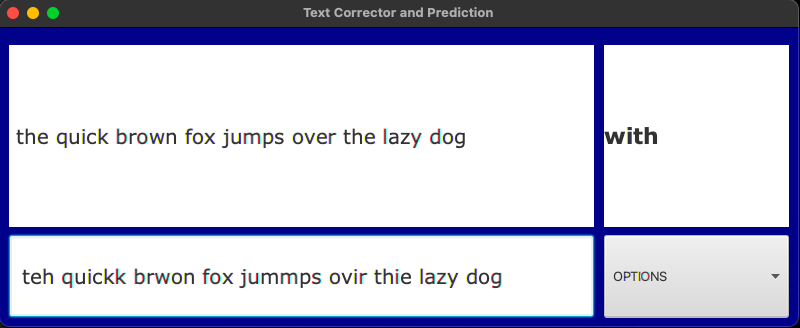 Text Corrector and Prediction
the quick brown fox jumps over the lazy dog
with
teh quickk brwon fox jummps ovir thie lazy dog
OPTIONS